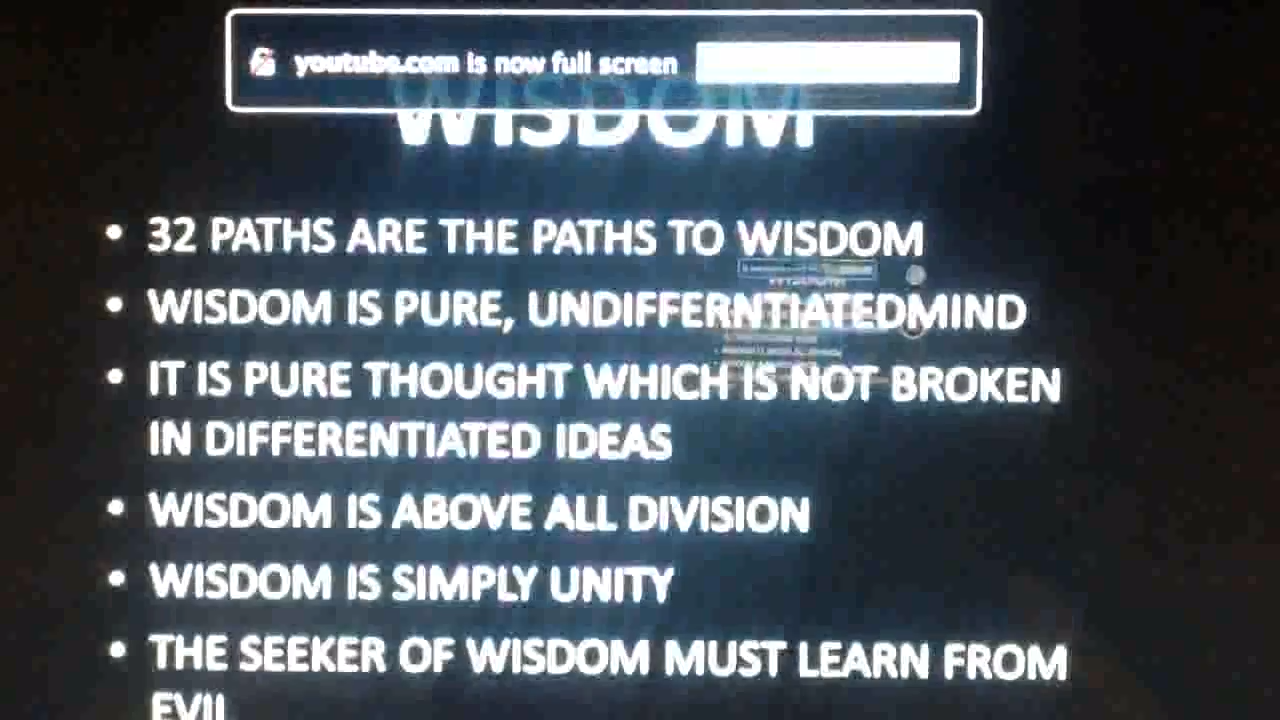 youtube.com is now full screen
WISDOM
• 32 PATHS ARE THE PATHS TO WISDOM
• WISDOM IS PURE, UNDIFFERNTIATEDMIND
• IT IS PURE THOUGHT WHICH IS NOT BROKEN
IN DIFFERENTIATED IDEAS
• WISDOM IS ABOVE ALL DIVISION
• WISDOM IS SIMPLY UNITY
• THE SEEKER OF WISDOM MUST LEARN FROM
EVIL